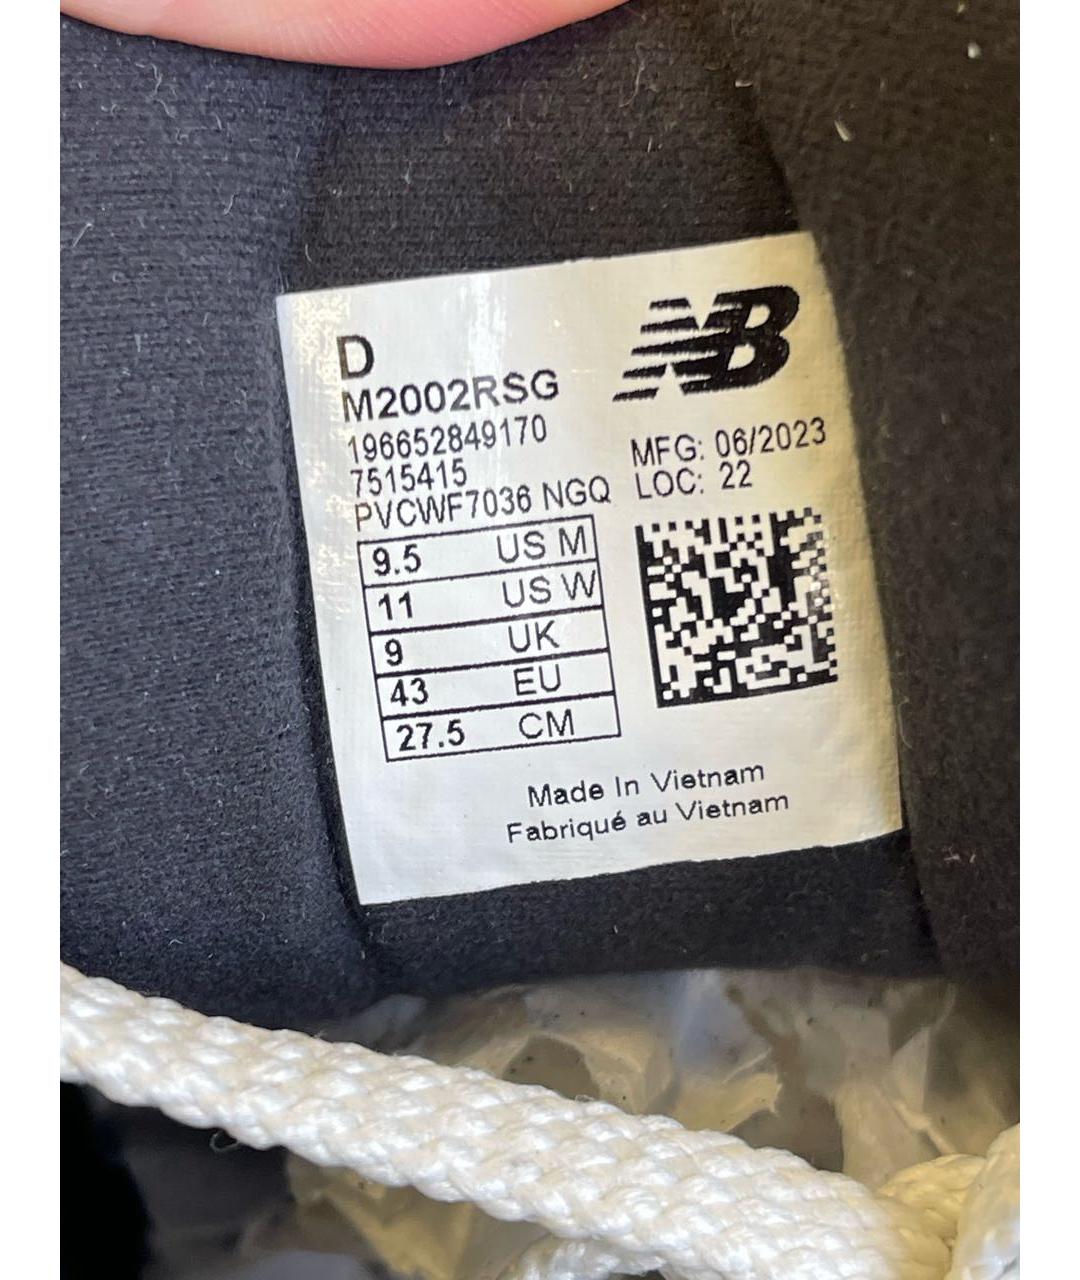 NB
D
M2002RSG
196652849170
7515415
PVCWF7036 NGQ
MFG: 06/2023
LOC: 22
9.5 US M
11 US W
9 UK
43 EU
27.5 CM
Made In Vietnam
Fabriqué au Vietnam